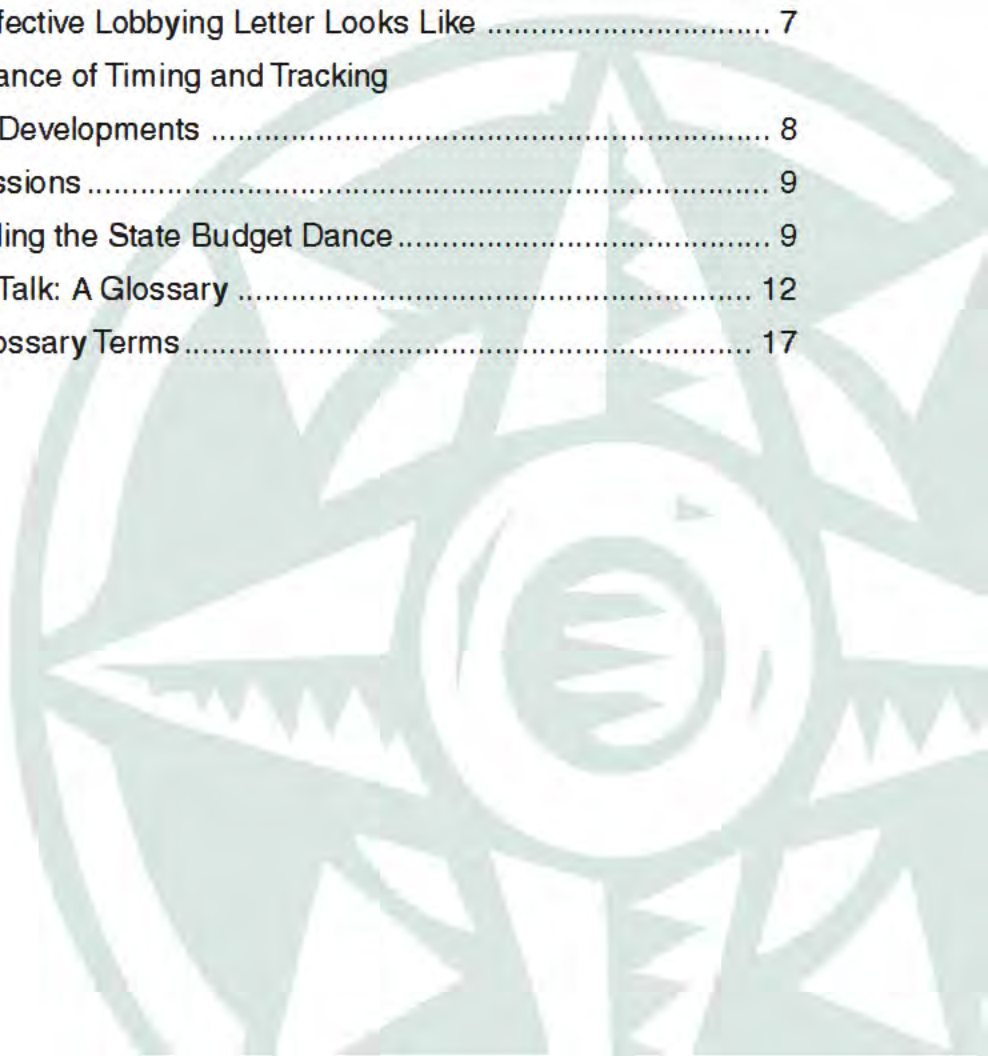 fective Lobbying Letter Looks Like ................................ 7
ance of Timing and Tracking
Developments ............................................................... 8
ssions ............................................................................. 9
ling the State Budget Dance .......................................... 9
Talk: A Glossary .......................................................... 12
ossary Terms ................................................................ 17